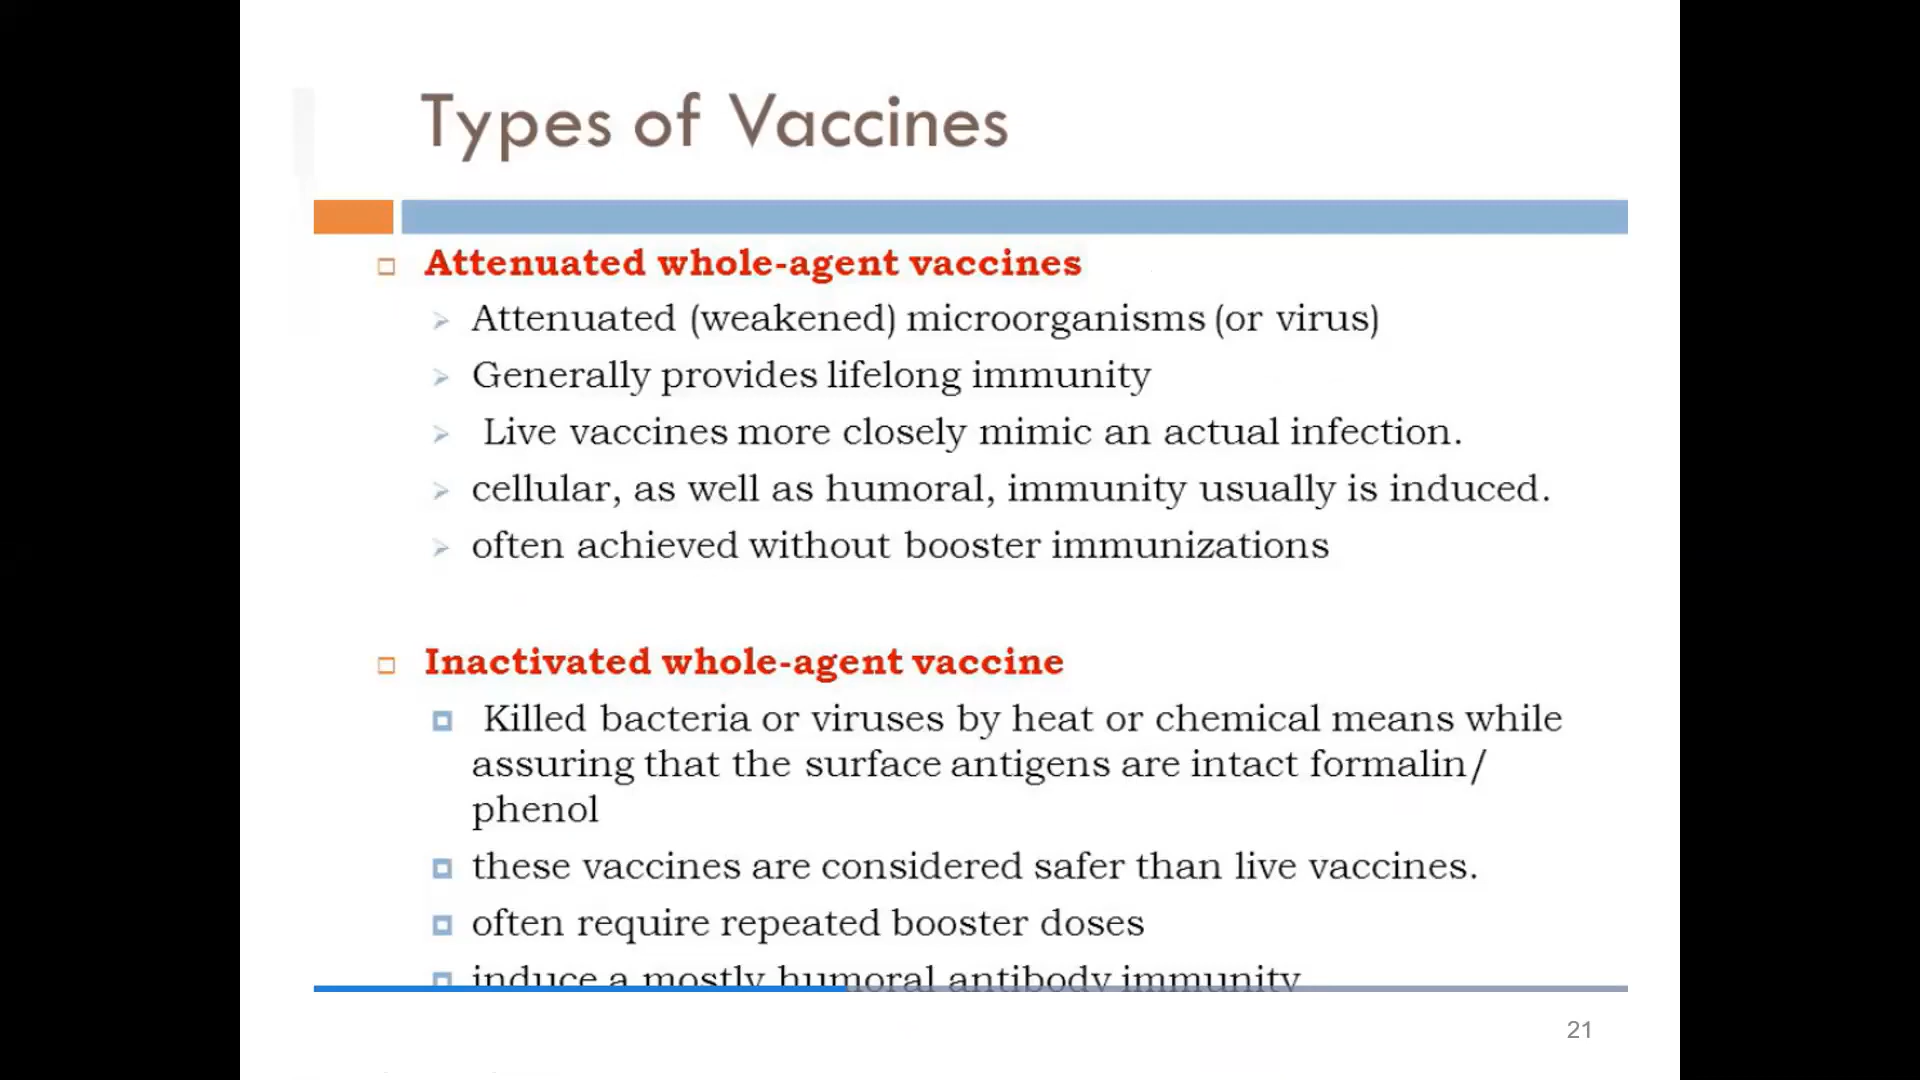 Types of Vaccines
Attenuated whole-agent vaccines
Attenuated (weakened) microorganisms (or virus)
Generally provides lifelong immunity
Live vaccines more closely mimic an actual infection.
cellular, as well as humoral, immunity usually is induced.
often achieved without booster immunizations
Inactivated whole-agent vaccine
Killed bacteria or viruses by heat or chemical means while
assuring that the surface antigens are intact formalin/
phenol
these vaccines are considered safer than live vaccines.
often require repeated booster doses
induce a mostly humoral antibody immunity
21